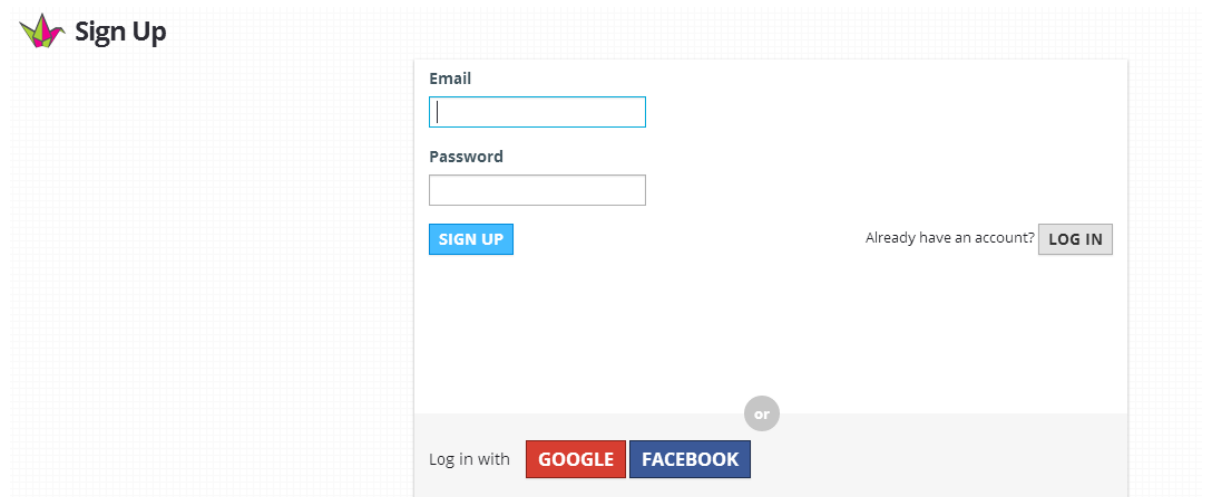 Sign Up
Email
Password
SIGN UP
Already have an account? LOG IN
or
Log in with GOOGLE FACEBOOK